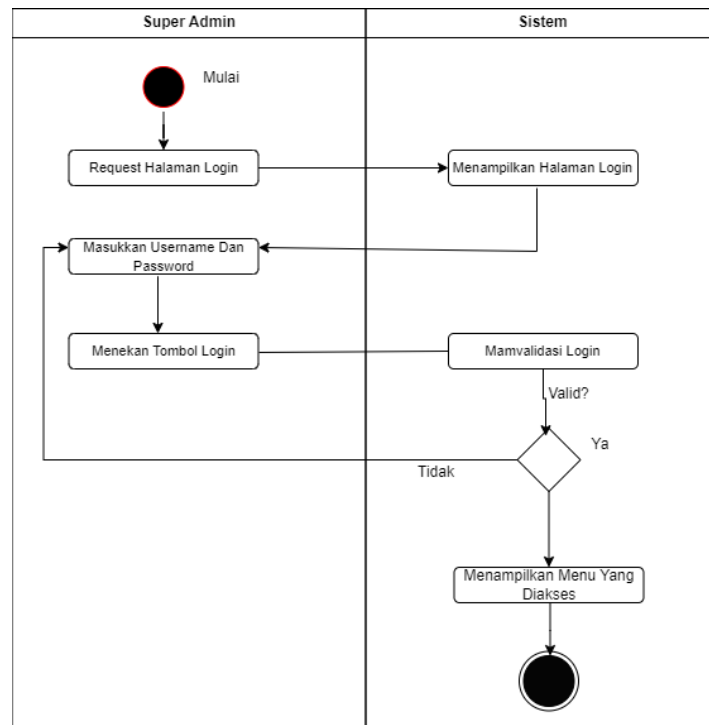 Super Admin
Sistem
Mulai
Request Halaman Login
Menampilkan Halaman Login
Masukkan Username Dan
Password
Menekan Tombol Login
Mamvalidasi Login
Valid?
Ya
Tidak
Menampilkan Menu Yang
Diakses